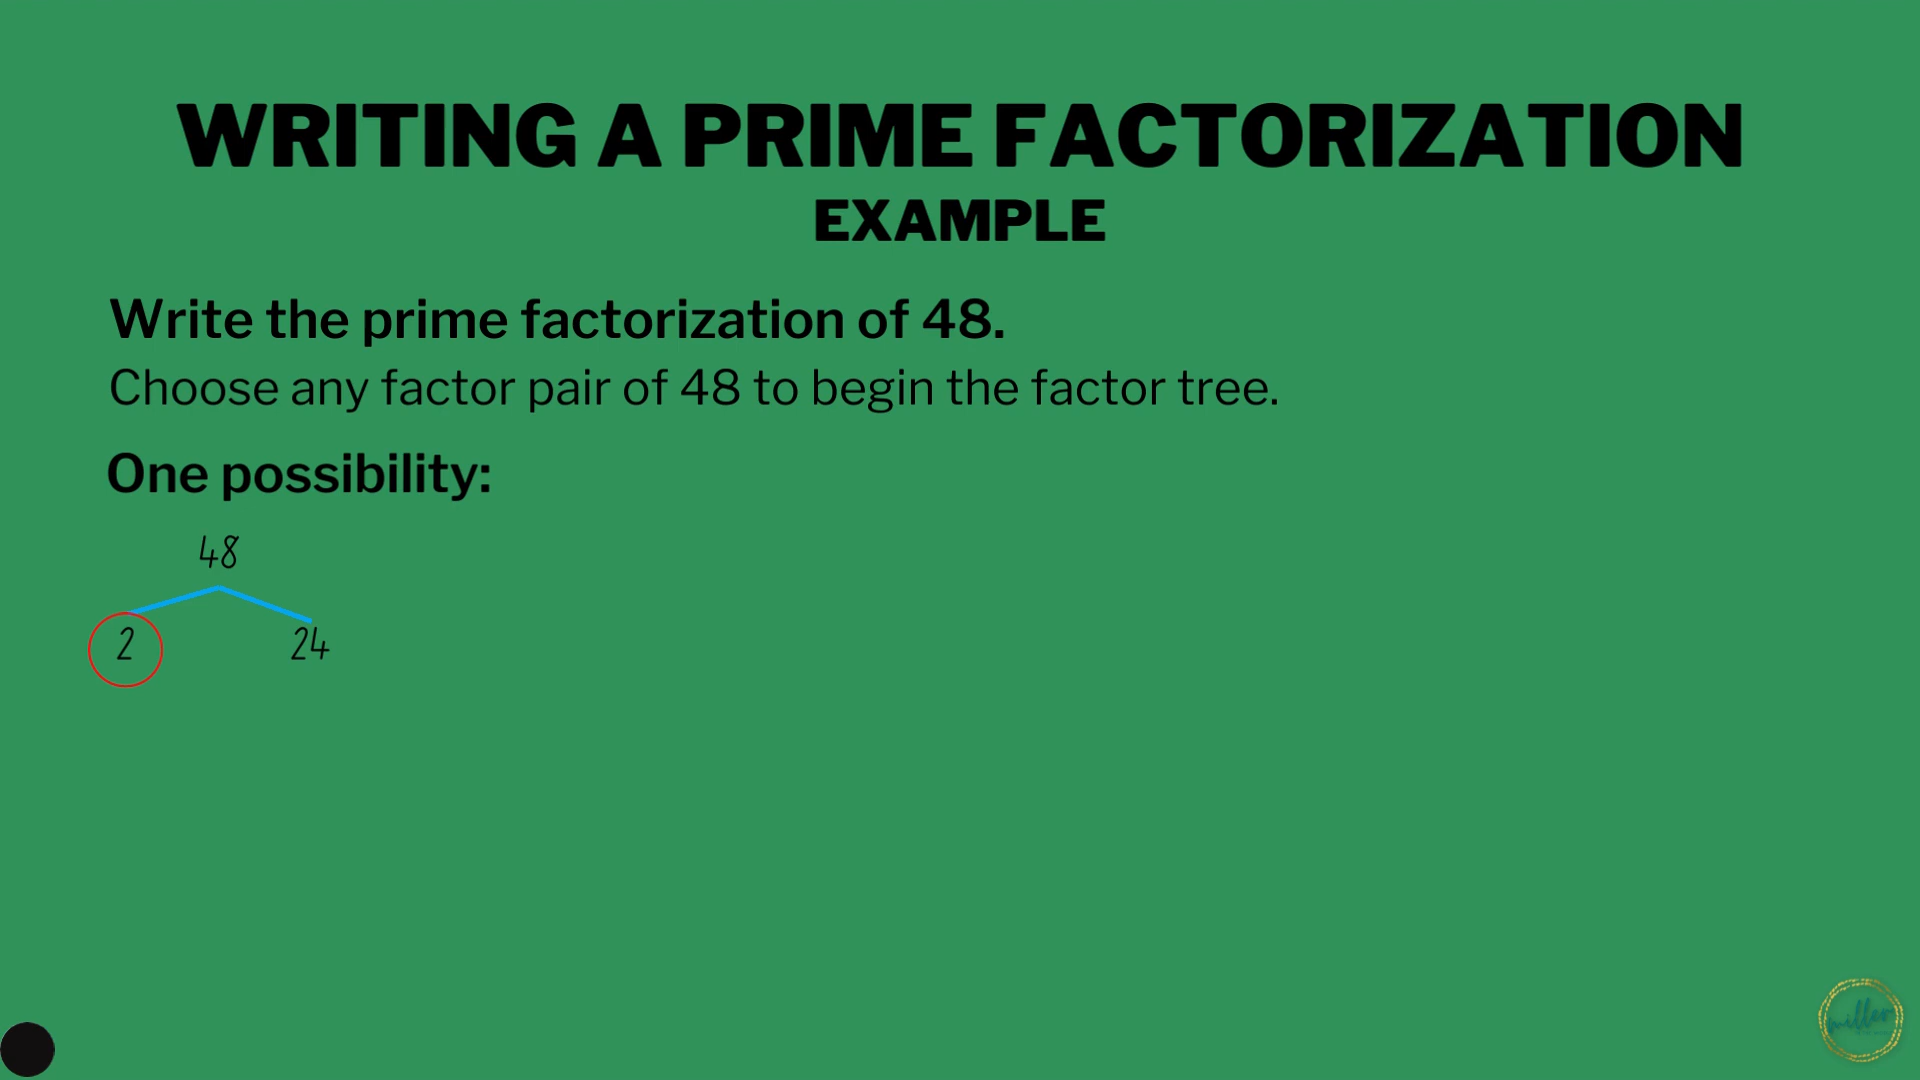 WRITING A PRIME FACTORIZATION
EXAMPLE
Write the prime factorization of 48.
Choose any factor pair of 48 to begin the factor tree.
One possibility:
48
2 24
miller